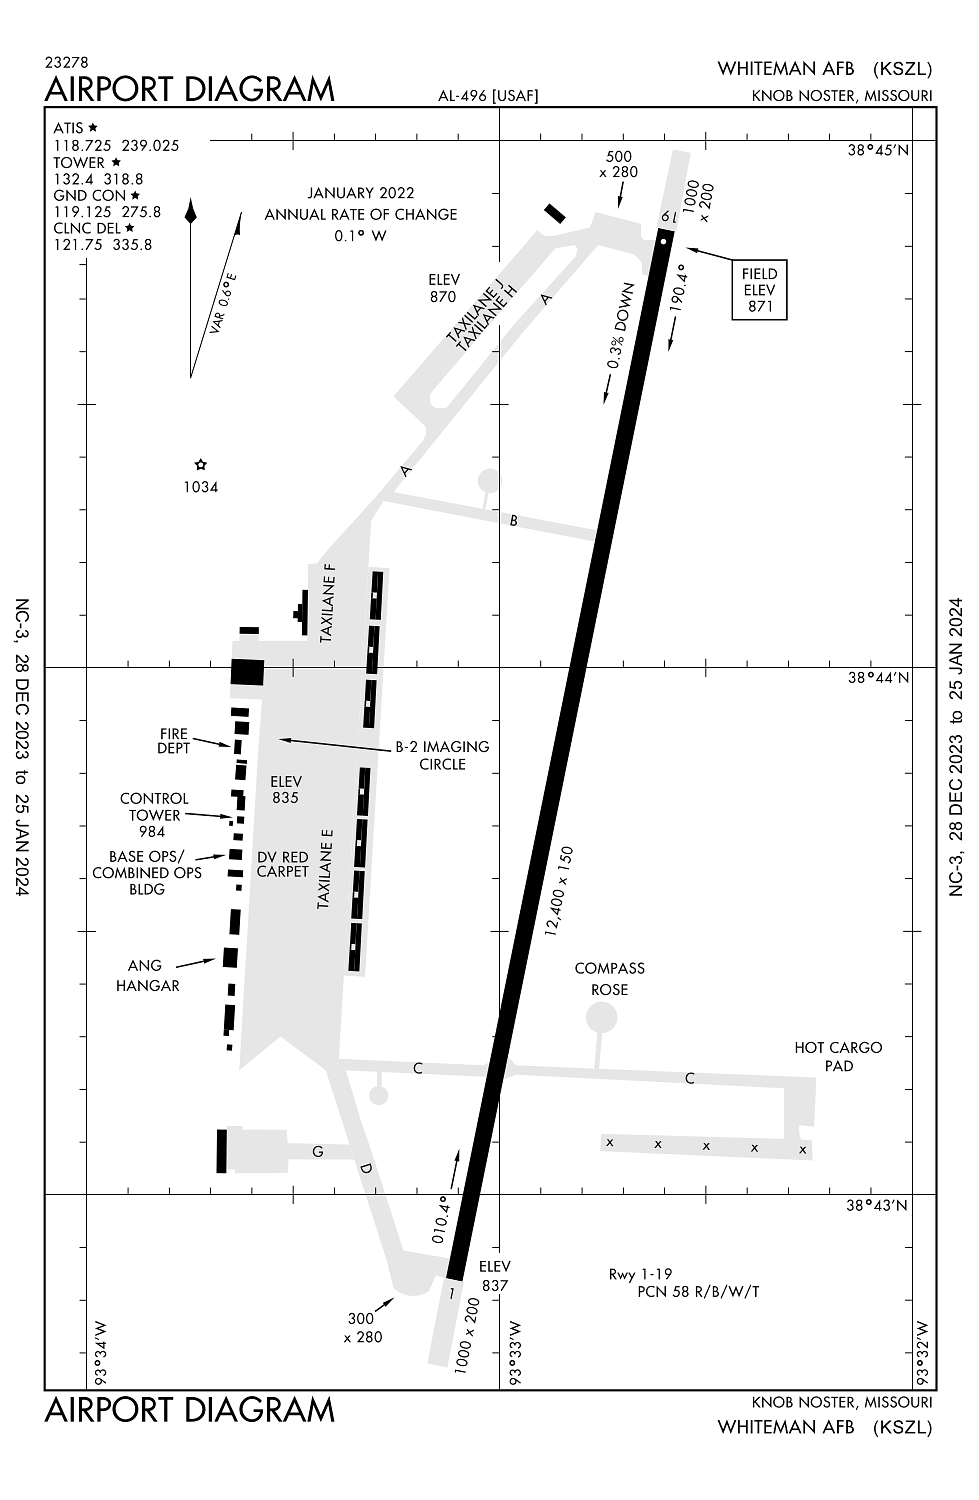 23278
AIRPORT DIAGRAM
AL-496 [USAF]
WHITEMAN AFB (KSZL)
KNOB NOSTER, MISSOURI
ATIS ★
118.725 239.025
TOWER ★
132.4 318.8
GND CON ★
119.125 275.8
CLNC DEL ★
121.75 335.8
JANUARY 2022
ANNUAL RATE OF CHANGE
0.1° W
VAR 0.6° E
38°45'N
500
x 280
1000
x 200
19
FIELD
ELEV
871
190.4°
0.3% DOWN
ELEV
870
TAXILANE J
TAXILANE H
A
A
1034
B
TAXILANE F
38°44'N
FIRE
DEPT
B-2 IMAGING
CIRCLE
ELEV
835
CONTROL
TOWER
984
BASE OPS/
COMBINED OPS
BLDG
DV RED
CARPET
TAXILANE E
12,400 x 150
ANG
HANGAR
COMPASS
ROSE
HOT CARGO
PAD
C
C
x x x x x
G
D
010.4°
38°43'N
ELEV
837
1
1000 x 200
300
x 280
Rwy 1-19
PCN 58 R/B/W/T
93°34'W
93°33'W
93°32'W
NC-3, 28 DEC 2023 to 25 JAN 2024
NC-3, 28 DEC 2023 to 25 JAN 2024
AIRPORT DIAGRAM
KNOB NOSTER, MISSOURI
WHITEMAN AFB (KSZL)